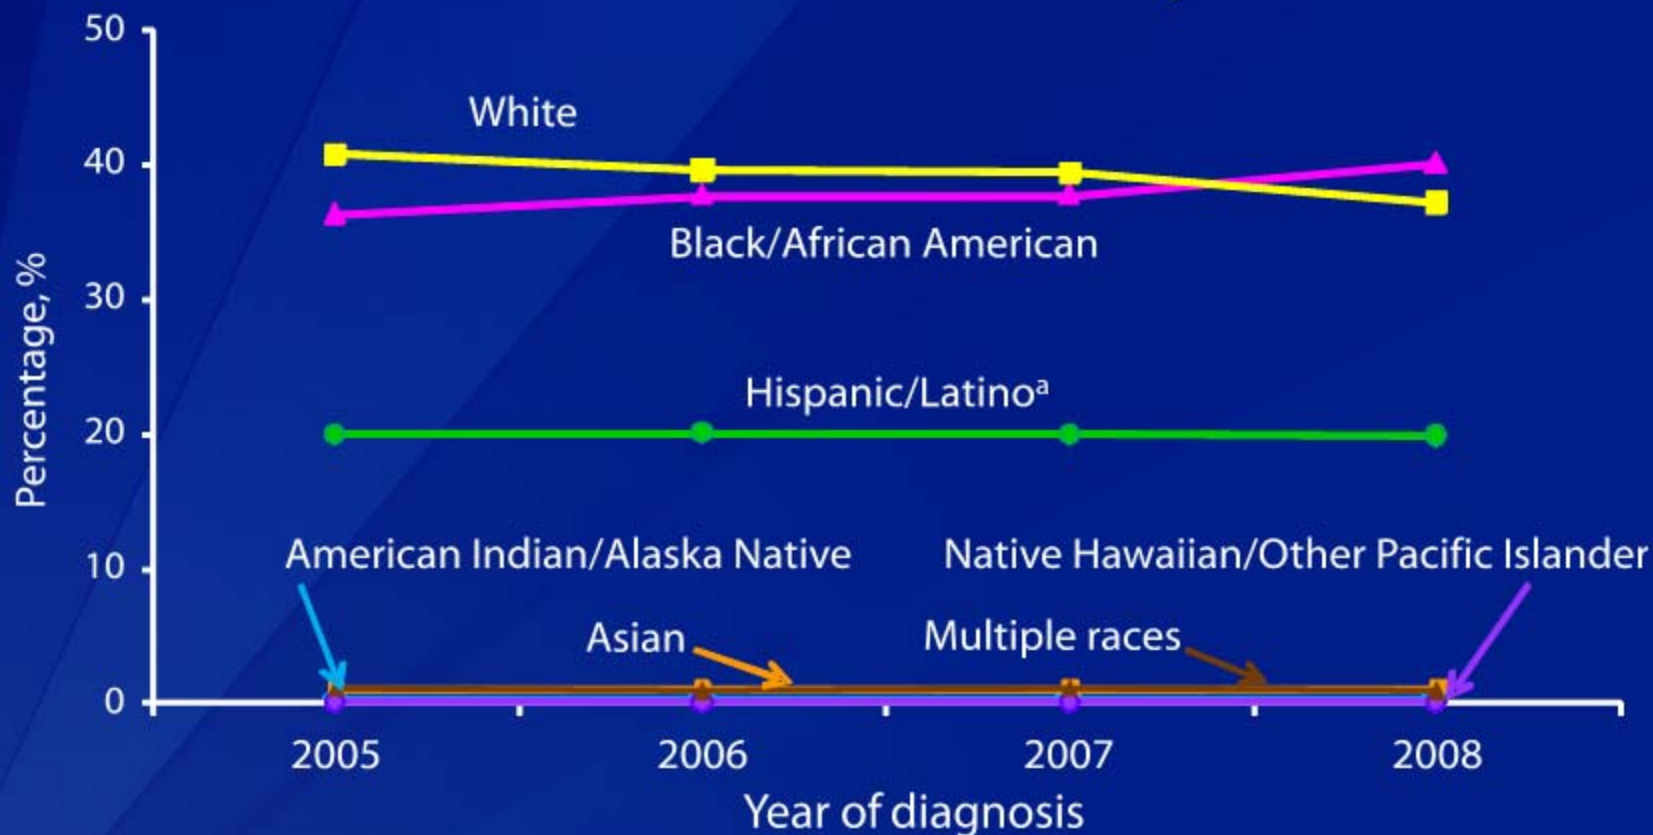 50
White
40
Black/African American
30
Percentage, %
Hispanic/Latinoᵃ
20
American Indian/Alaska Native
Native Hawaiian/Other Pacific Islander
10
Asian
Multiple races
0
2005 2006 2007 2008
Year of diagnosis